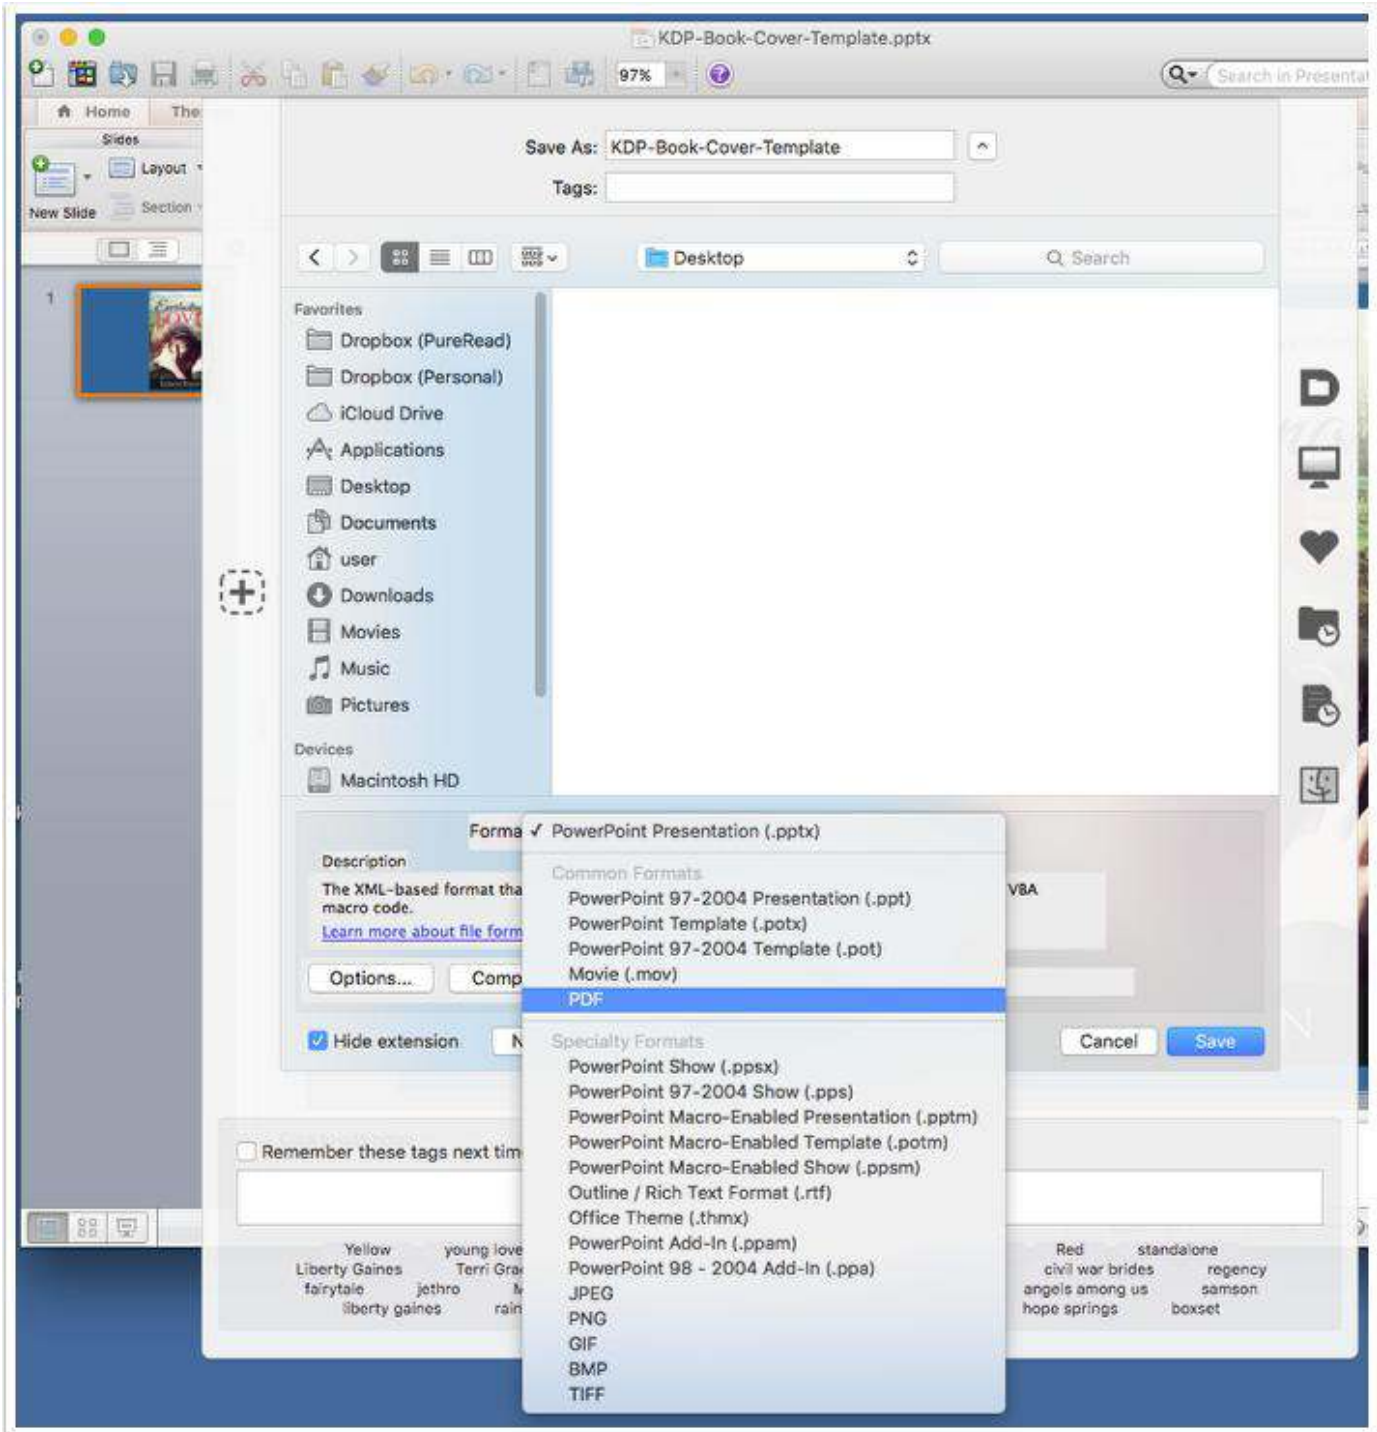 KDP-Book-Cover-Template.pptx
97%
Search in Presentat
Home The
Slides
Layout
New Slide
Section
Save As: KDP-Book-Cover-Template
Tags:
Desktop
Search
1
Favorites
Dropbox (PureRead)
Dropbox (Personal)
iCloud Drive
Applications
Desktop
Documents
user
Downloads
Movies
Music
Pictures
Devices
Macintosh HD
Forma ✓ PowerPoint Presentation (.pptx)
Description
Common Formats
The XML-based format tha
PowerPoint 97-2004 Presentation (.ppt)
VBA
macro code.
PowerPoint Template (.potx)
Learn more about file form
PowerPoint 97-2004 Template (.pot)
Options... Comp
Movie (.mov)
PDF
Hide extension N
Specialty Formats
Cancel Save
PowerPoint Show (.ppsx)
PowerPoint 97-2004 Show (.pps)
PowerPoint Macro-Enabled Presentation (.pptm)
PowerPoint Macro-Enabled Template (.potm)
Remember these tags next tim
PowerPoint Macro-Enabled Show (.ppsm)
Outline / Rich Text Format (.rtf)
Office Theme (.thmx)
PowerPoint Add-In (.ppam)
PowerPoint 98 - 2004 Add-In (.ppa)
JPEG
PNG
GIF
BMP
TIFF
Yellow young love
Red standalone
Liberty Gaines Terri Gra
civil war brides regency
fairytale jethro
angels among us samson
liberty gaines rain
hope springs boxset